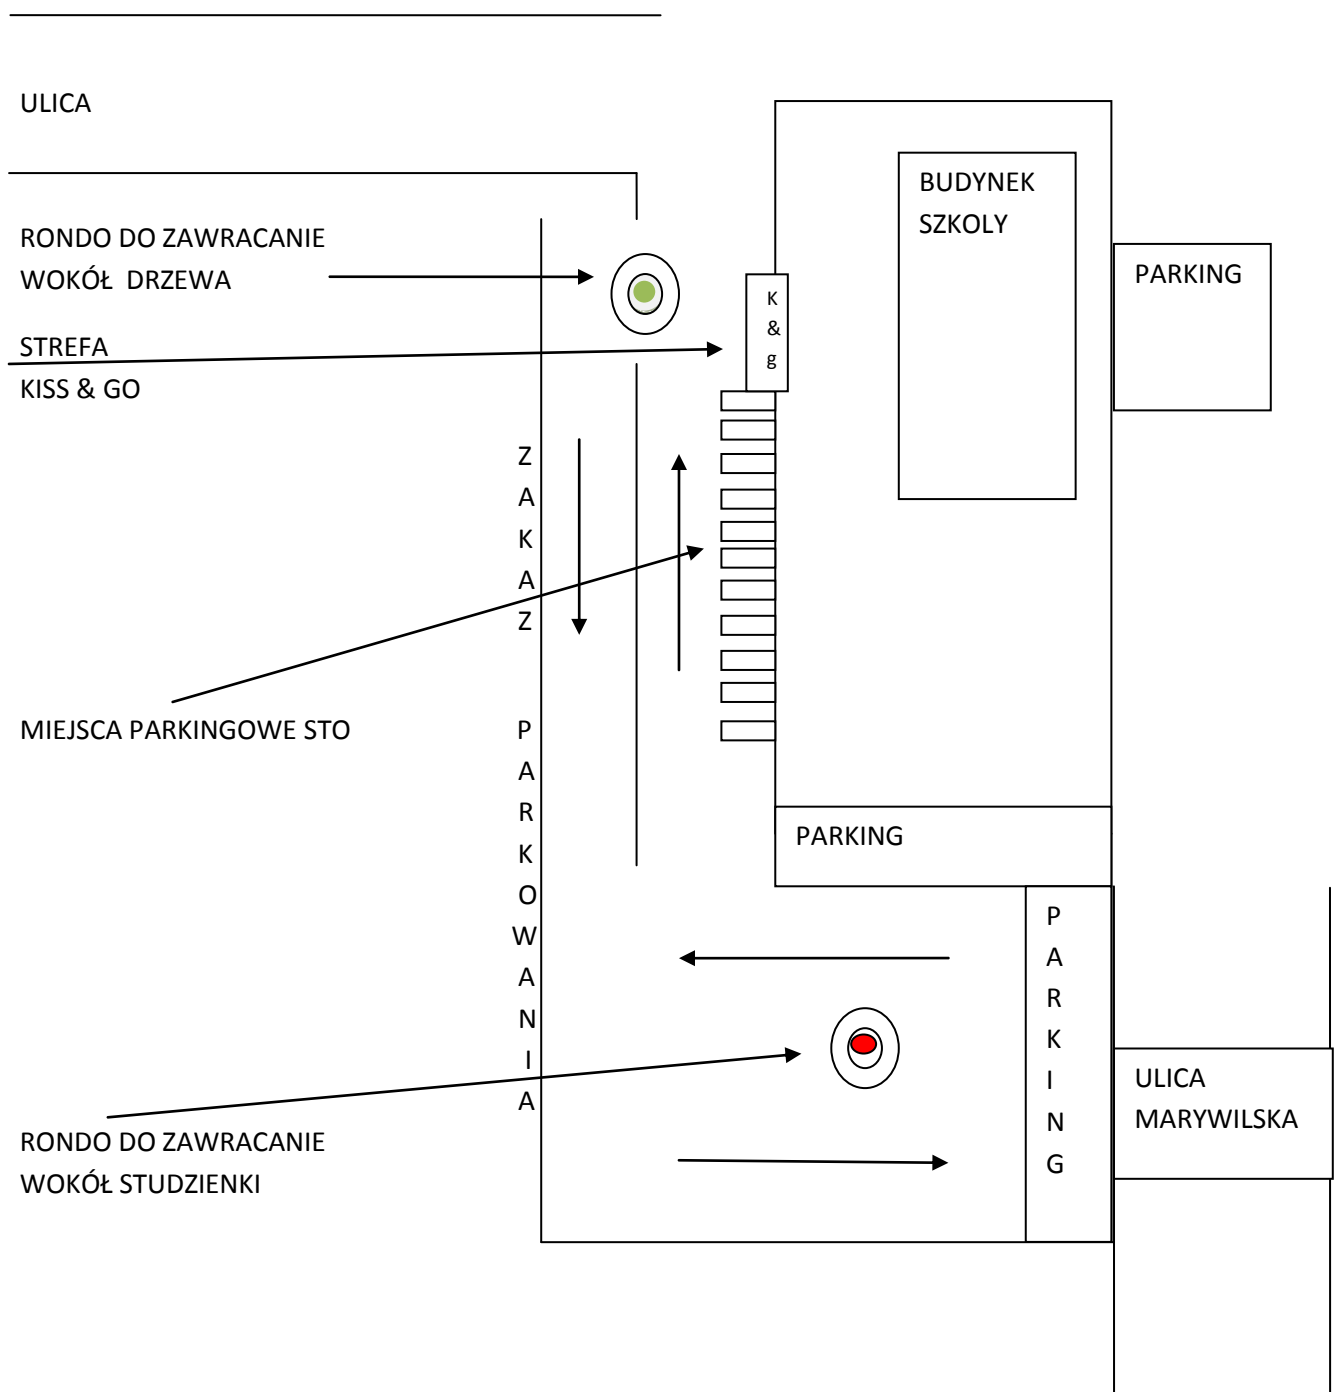 ULICA
BUDYNEK
SZKOLY
RONDO DO ZAWRACANIE
WOKÓŁ DRZEWA
PARKING
K
&
g
STREFA
KISS & GO
Z
A
K
A
Z
MIEJSCA PARKINGOWE STO
P
A
R
K
O
W
A
N
I
A
PARKING
P
A
R
K
I
N
G
ULICA
MARYWILSKA
RONDO DO ZAWRACANIE
WOKÓŁ STUDZIENKI